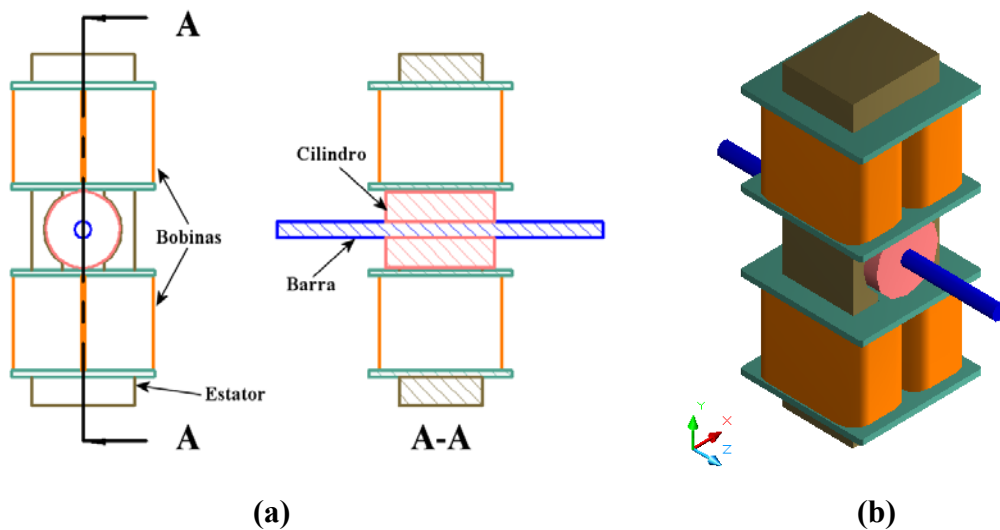 A
Cilindro
Bobinas
Barra
Estator
A
A-A
Y
X
Z
(a)
(b)